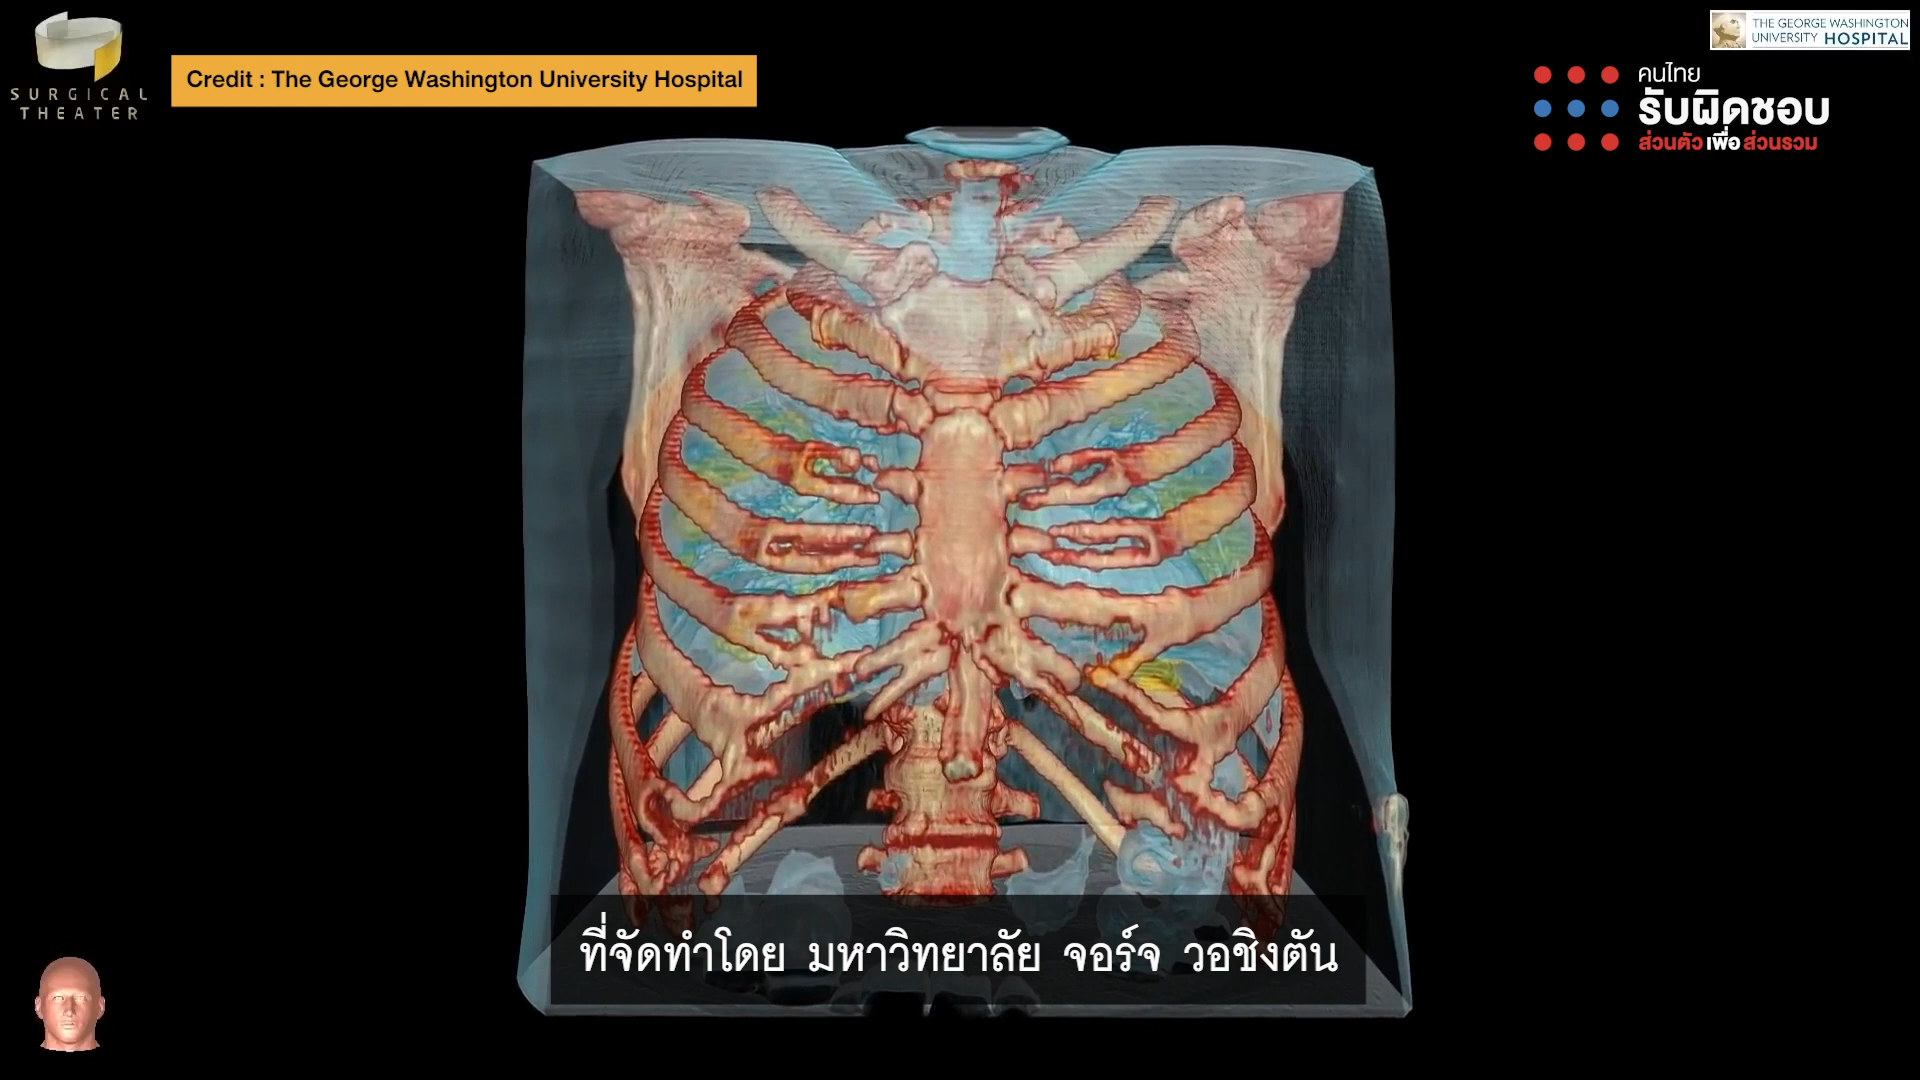 SURGICAL
THEATER
Credit : The George Washington University Hospital
THE GEORGE WASHINGTON
UNIVERSITY HOSPITAL
คนไทย
รับผิดชอบ
ส่วนตัวเพื่อส่วนรวม
ที่จัดทำโดย มหาวิทยาลัย จอร์จ วอชิงตัน